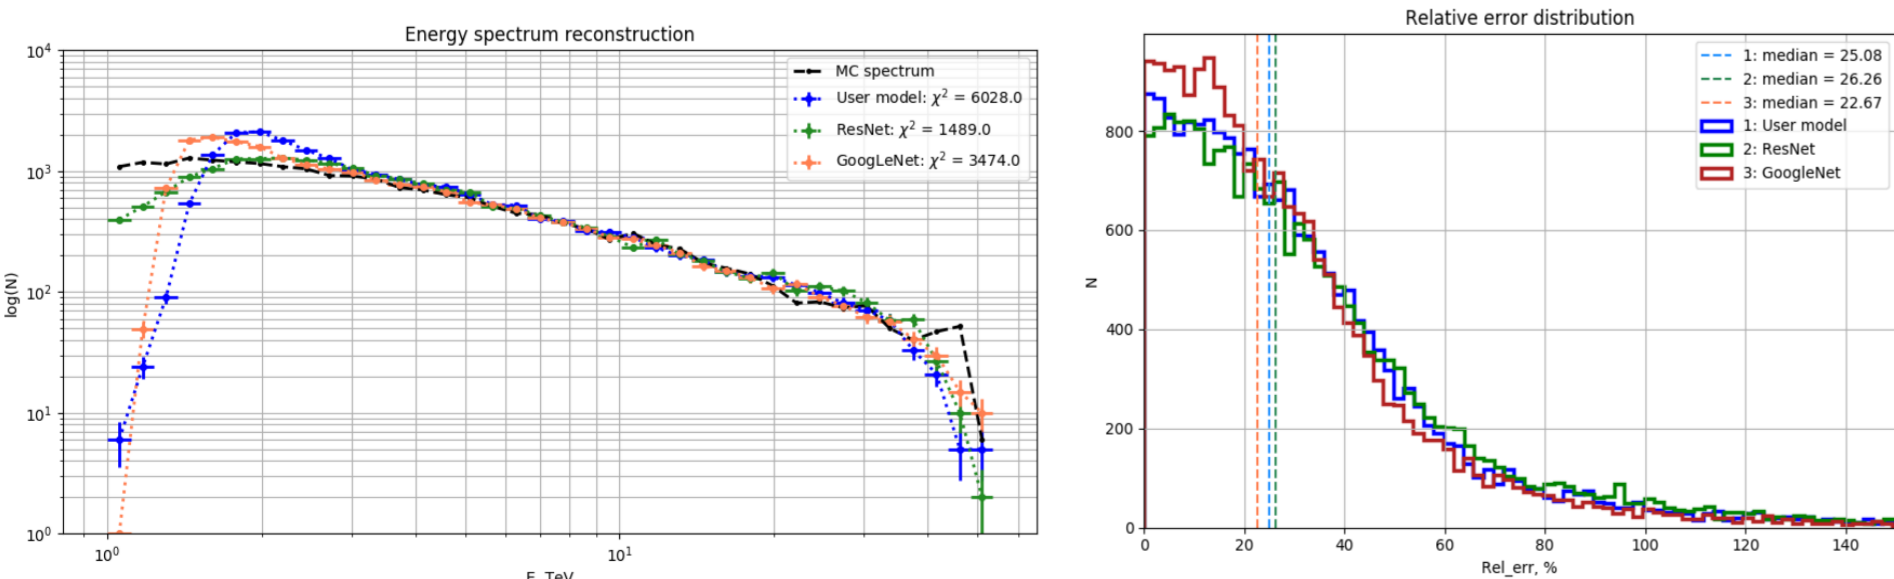 Energy spectrum reconstruction
10⁴
10³
10²
10¹
10⁰
log(N)
MC spectrum
User model: χ² = 6028.0
ResNet: χ² = 1489.0
GoogLeNet: χ² = 3474.0
10⁰ 10¹
E, TeV
Relative error distribution
1: median = 25.08
2: median = 26.26
3: median = 22.67
1: User model
2: ResNet
3: GoogleNet
800
600
400
200
0
N
0 20 40 60 80 100 120 140
Rel_err, %